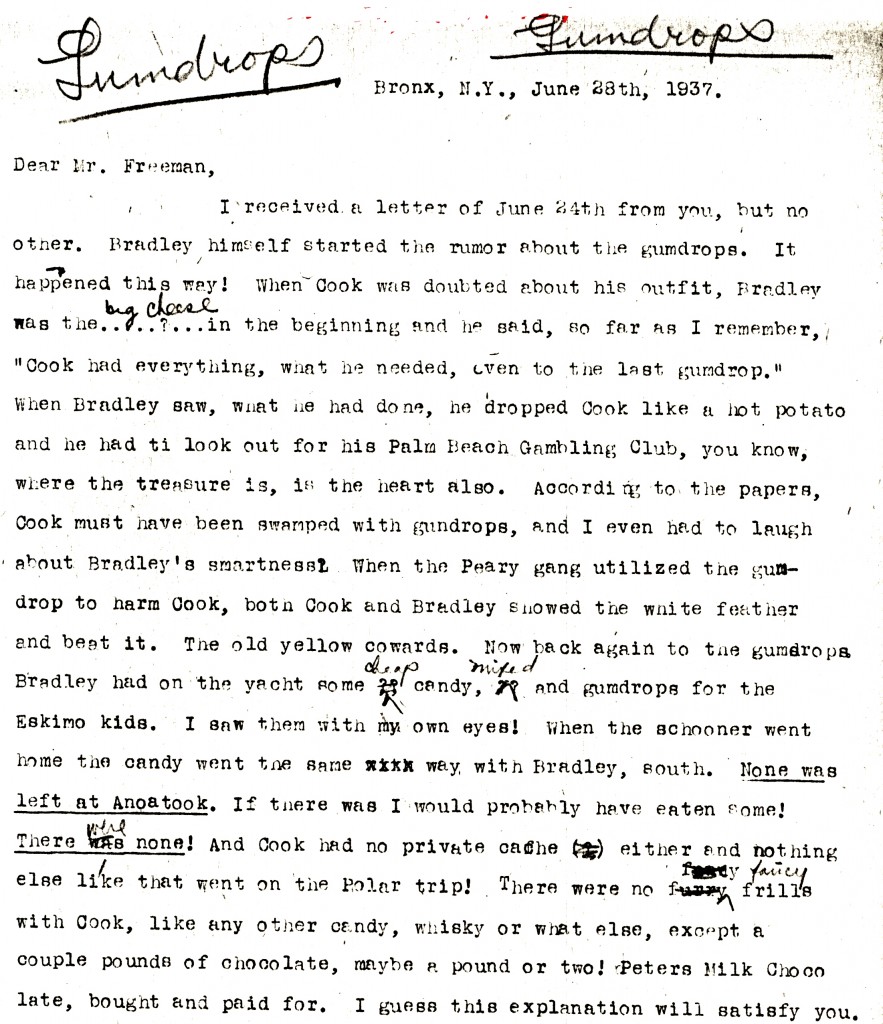 Gumdrops
Gumdrops
Bronx, N.Y., June 28th, 1937.
Dear Mr. Freeman,
I received a letter of June 24th from you, but no
other. Bradley himself started the rumor about the gumdrops. It
happened this way! When Cook was doubted about his outfit, Bradley
big cheese
was the.....?...in the beginning and he said, so far as I remember,
"Cook had everything, what he needed, even to the last gumdrop."
When Bradley saw, what he had done, he dropped Cook like a hot potato
and he had ti look out for his Palm Beach Gambling Club, you know,
where the treasure is, is the heart also. According to the papers,
Cook must have been swamped with gundrops, and I even had to laugh
about Bradley's smartness! When the Peary gang utilized the gum-
drop to harm Cook, both Cook and Bradley showed the white feather
and beat it. The old yellow cowards. Now back again to the gumdrops
cheap mixed
Bradley had on the yacht some candy, and gumdrops for the
Eskimo kids. I saw them with my own eyes! When the schooner went
home the candy went the same way with Bradley, south. None was
left at Anoatook. If there was I would probably have eaten some!
were
There was none! And Cook had no private cache either and nothing
fancy
else like that went on the Polar trip! There were no frills
with Cook, like any other candy, whisky or what else, except a
couple pounds of chocolate, maybe a pound or two! Peters Milk Choco
late, bought and paid for. I guess this explanation will satisfy you.